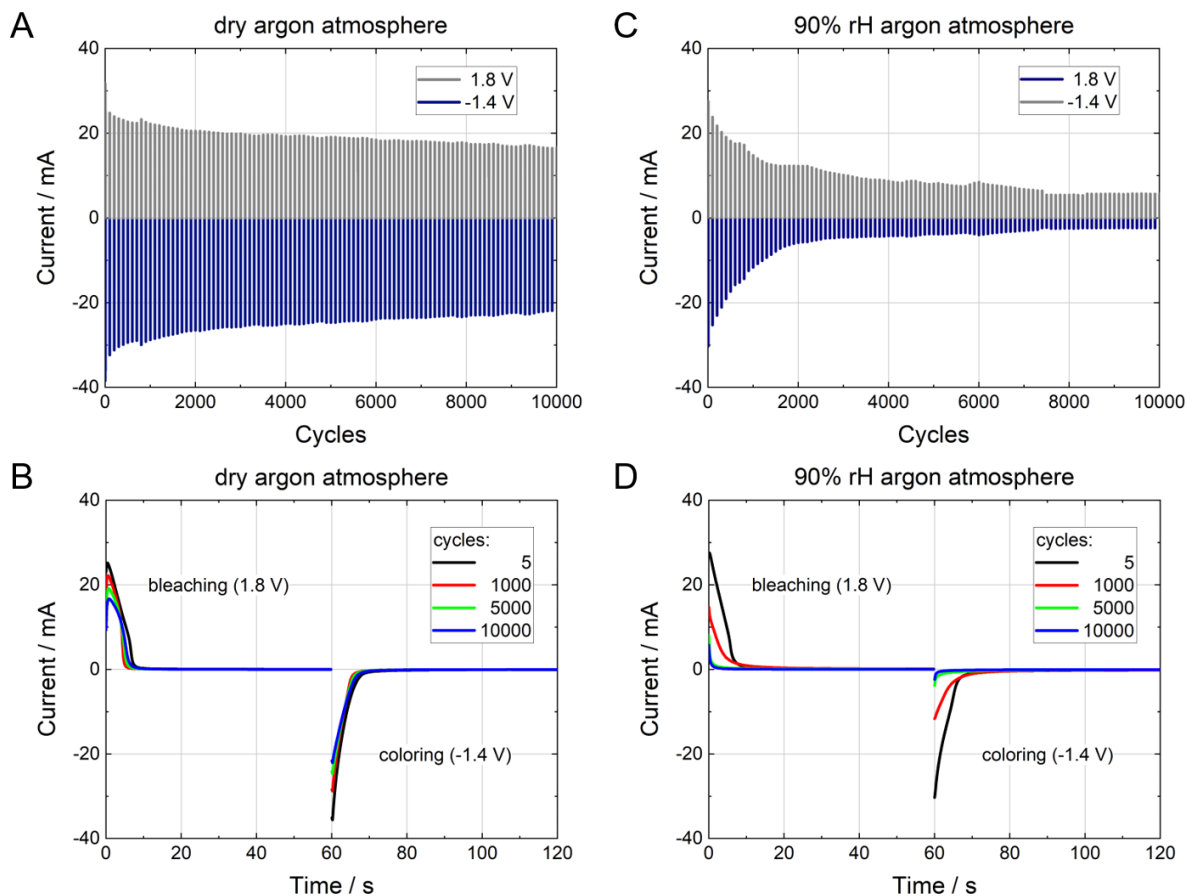 A
dry argon atmosphere
Current / mA
40
20
0
-20
-40
1.8 V
-1.4 V
0
2000
4000
6000
8000
10000
Cycles
C
90% rH argon atmosphere
Current / mA
40
20
0
-20
-40
1.8 V
-1.4 V
0
2000
4000
6000
8000
10000
Cycles
B
dry argon atmosphere
Current / mA
40
20
0
-20
-40
bleaching (1.8 V)
cycles:
5
1000
5000
10000
coloring (-1.4 V)
0
20
40
60
80
100
120
Time / s
D
90% rH argon atmosphere
Current / mA
40
20
0
-20
-40
bleaching (1.8 V)
cycles:
5
1000
5000
10000
coloring (-1.4 V)
0
20
40
60
80
100
120
Time / s